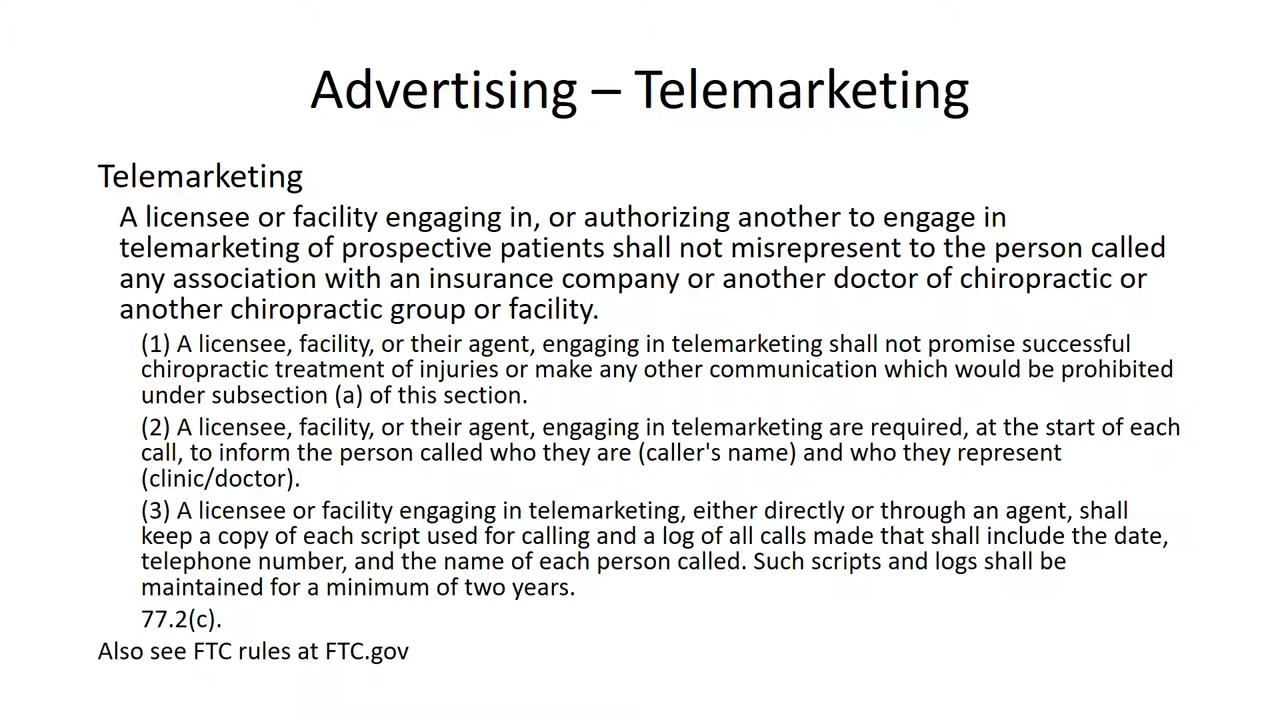 Advertising – Telemarketing
Telemarketing
A licensee or facility engaging in, or authorizing another to engage in
telemarketing of prospective patients shall not misrepresent to the person called
any association with an insurance company or another doctor of chiropractic or
another chiropractic group or facility.
(1) A licensee, facility, or their agent, engaging in telemarketing shall not promise successful
chiropractic treatment of injuries or make any other communication which would be prohibited
under subsection (a) of this section.
(2) A licensee, facility, or their agent, engaging in telemarketing are required, at the start of each
call, to inform the person called who they are (caller's name) and who they represent
(clinic/doctor).
(3) A licensee or facility engaging in telemarketing, either directly or through an agent, shall
keep a copy of each script used for calling and a log of all calls made that shall include the date,
telephone number, and the name of each person called. Such scripts and logs shall be
maintained for a minimum of two years.
77.2(c).
Also see FTC rules at FTC.gov